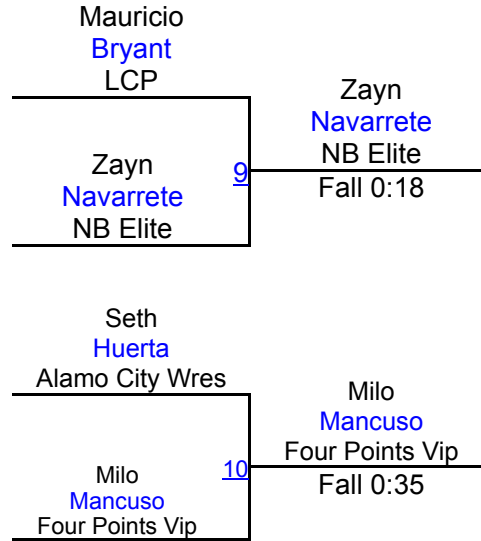 Mauricio
Bryant
LCP
Zayn
Navarrete
NB Elite
9
Zayn
Navarrete
NB Elite
Fall 0:18
Seth
Huerta
Alamo City Wres
Milo
Mancuso
Four Points Vip
10
Milo
Mancuso
Four Points Vip
Fall 0:35